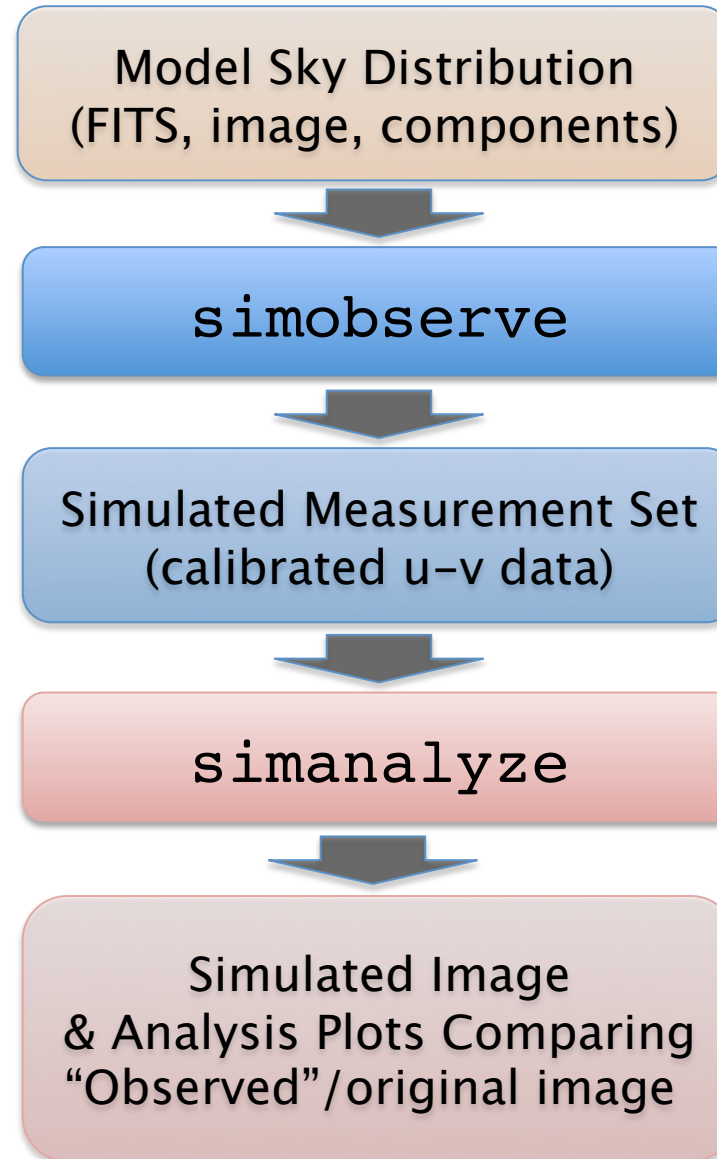 Model Sky Distribution
(FITS, image, components)
simobserve
Simulated Measurement Set
(calibrated u-v data)
simanalyze
Simulated Image
& Analysis Plots Comparing
“Observed”/original image